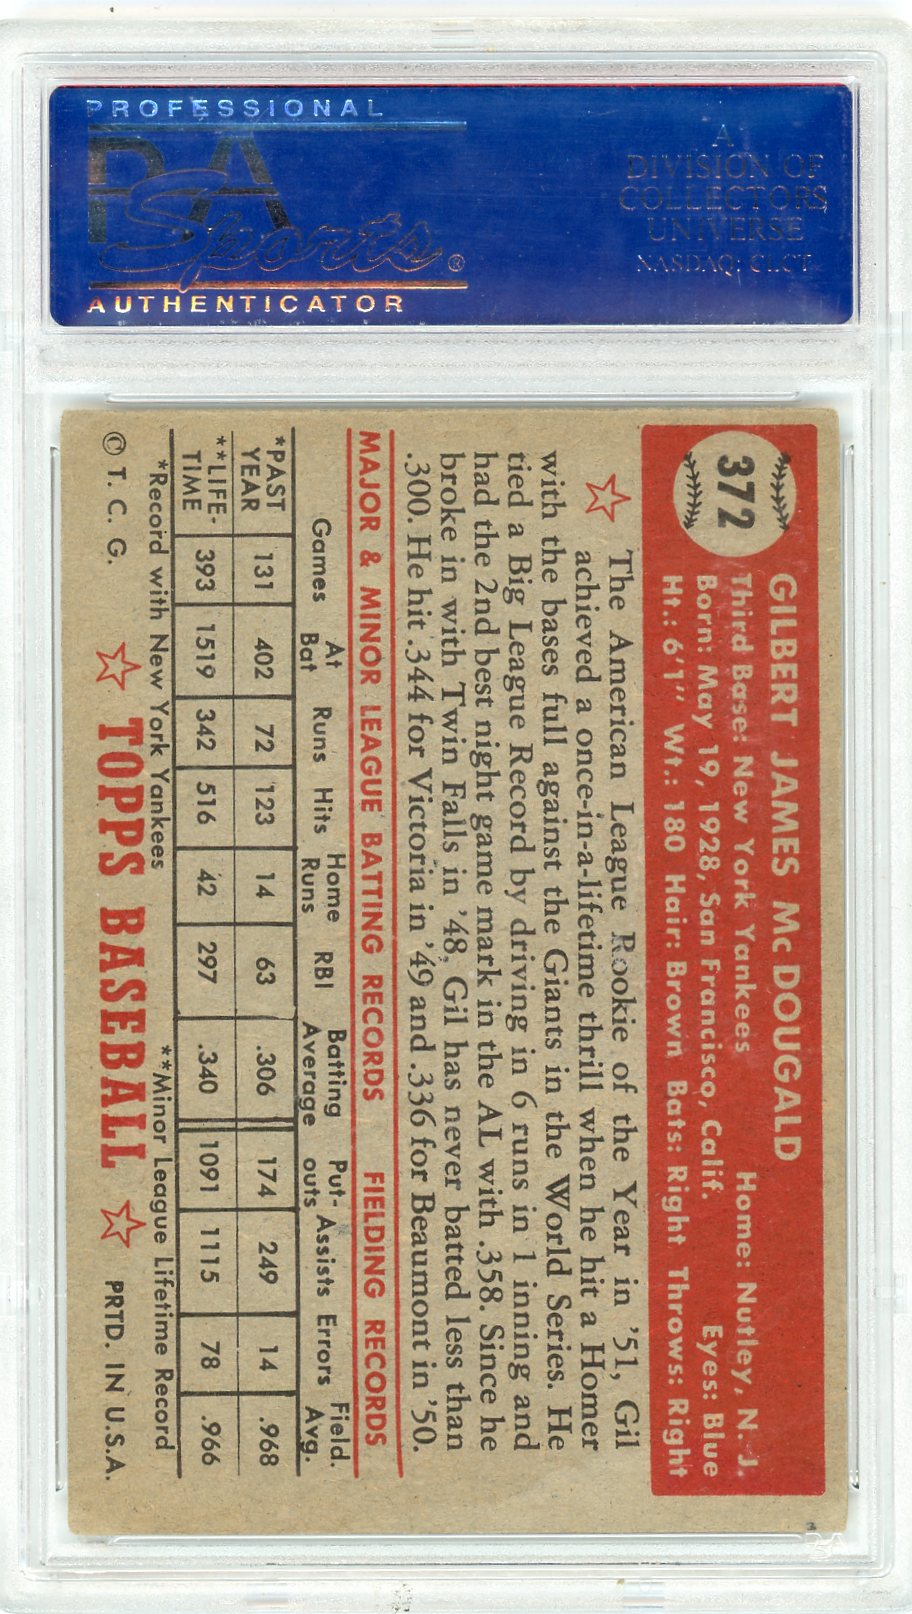 PROFESSIONAL
PSA
Sports®
AUTHENTICATOR
A
DIVISION OF
COLLECTORS
UNIVERSE
NASDAQ: CLCT
372
GILBERT JAMES McDOUGALD
Third Base: New York Yankees Home: Nutley, N. J.
Born: May 19, 1928, San Francisco, Calif. Eyes: Blue
Ht.: 6'1" Wt.: 180 Hair: Brown Bats: Right Throws: Right
The American League Rookie of the Year in '51, Gil
achieved a once-in-a-lifetime thrill when he hit a Homer
with the bases full against the Giants in the World Series. He
tied a Big League Record by driving in 6 runs in 1 inning and
had the 2nd best night game mark in the AL with .358. Since he
broke in with Twin Falls in '48, Gil has never batted less than
.300. He hit .344 for Victoria in '49 and .336 for Beaumont in '50.
MAJOR & MINOR LEAGUE BATTING RECORDS FIELDING RECORDS
Games At Bat Runs Hits Home Runs RBI Batting Average Put-outs Assists Errors Field. Avg.
*PAST YEAR 131 402 72 123 14 63 .306 174 249 14 .968
**LIFE-TIME 393 1519 342 516 42 297 .340 1091 1115 78 .966
*Record with New York Yankees **Minor League Lifetime Record
© T. C. G. TOPPS BASEBALL PRTD. IN U.S.A.